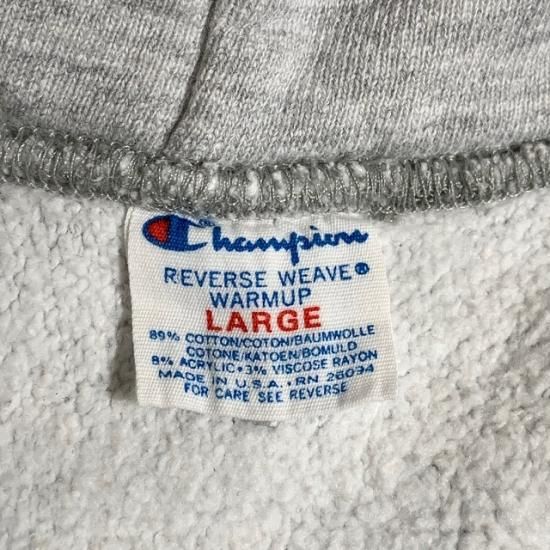 Champion
REVERSE WEAVE®
WARMUP
LARGE
89% COTTON/COTON/BAUMWOLLE
COTONE/KATOEN/BOMULD
8% ACRYLIC • 3% VISCOSE RAYON
MADE IN U.S.A. • RN 26094
FOR CARE SEE REVERSE